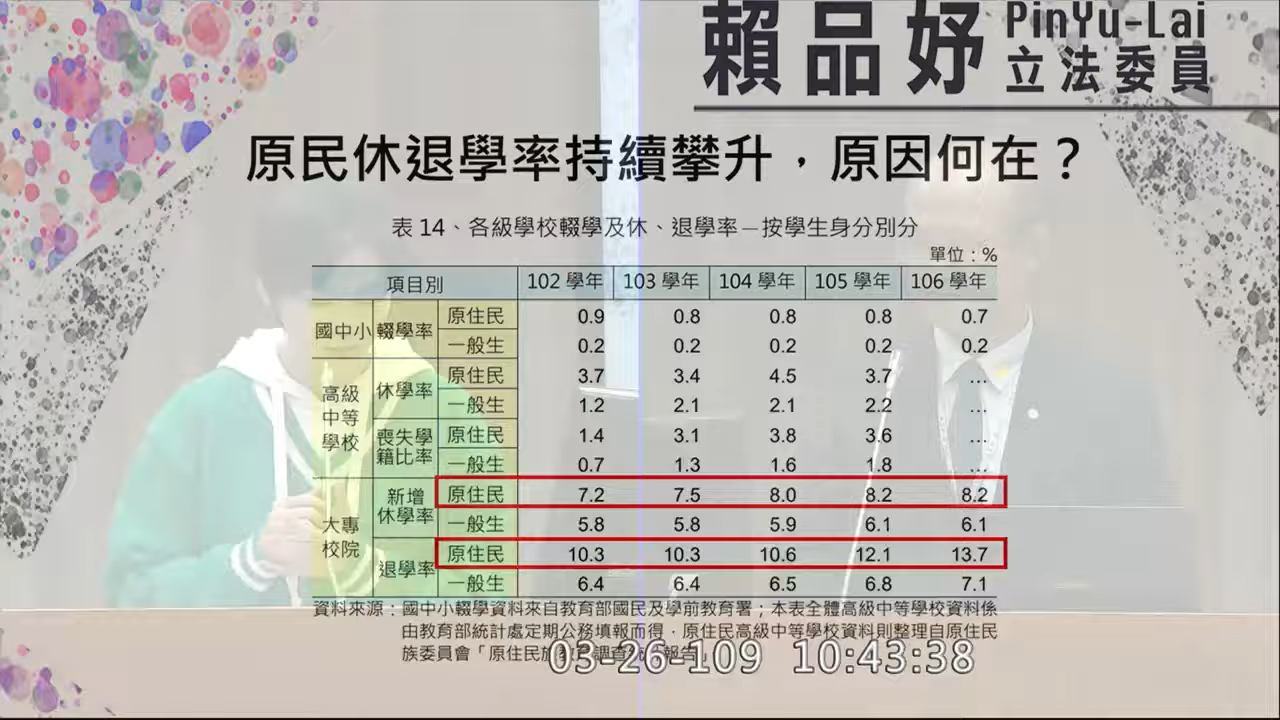 賴品妤 PinYu-Lai
立法委員
原民休退學率持續攀升，原因何在？
表 14、各級學校輟學及休、退學率－按學生身分別分
單位：%
項目別 102 學年 103 學年 104 學年 105 學年 106 學年
國中小 輟學率 原住民 0.9 0.8 0.8 0.8 0.7
一般生 0.2 0.2 0.2 0.2 0.2
高級中等學校 休學率 原住民 3.7 3.4 4.5 3.7 …
一般生 1.2 2.1 2.1 2.2 …
喪失學籍比率 原住民 1.4 3.1 3.8 3.6 …
一般生 0.7 1.3 1.6 1.8 …
大專校院 新增休學率 原住民 7.2 7.5 8.0 8.2 8.2
一般生 5.8 5.8 5.9 6.1 6.1
退學率 原住民 10.3 10.3 10.6 12.1 13.7
一般生 6.4 6.4 6.5 6.8 7.1
資料來源：國中小輟學資料來自教育部國民及學前教育署；本表全體高級中等學校資料係
由教育部統計處定期公務填報而得，原住民高級中等學校資料則整理自原住民
族委員會「原住民族教育調查統計報告」
03-26-109 10:43:38